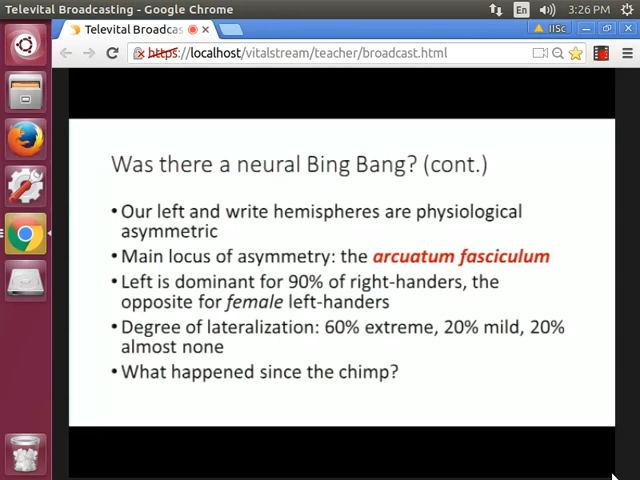 Televital Broadcasting - Google Chrome
En
3:26 PM
Televital Broadcas
IISc
https://localhost/vitalstream/teacher/broadcast.html
Was there a neural Bing Bang? (cont.)
•Our left and write hemispheres are physiological
asymmetric
•Main locus of asymmetry: the arcuatum fasciculum
•Left is dominant for 90% of right-handers, the
opposite for female left-handers
•Degree of lateralization: 60% extreme, 20% mild, 20%
almost none
•What happened since the chimp?